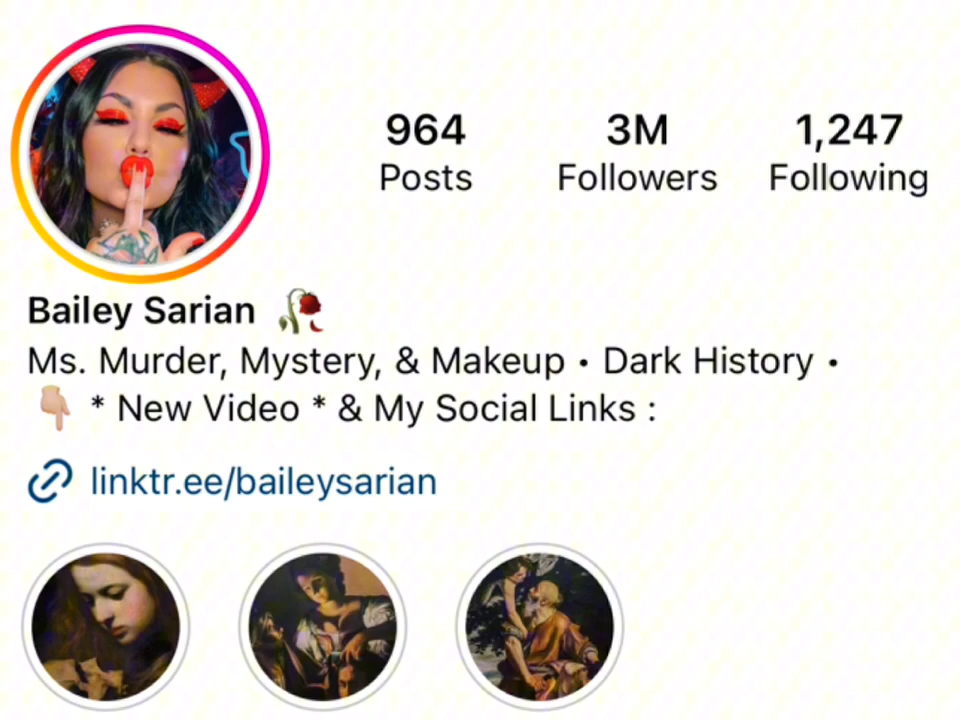 964 3M 1,247
Posts Followers Following
Bailey Sarian 🥀
Ms. Murder, Mystery, & Makeup • Dark History •
👇🏼 * New Video * & My Social Links :
linktr.ee/baileysarian